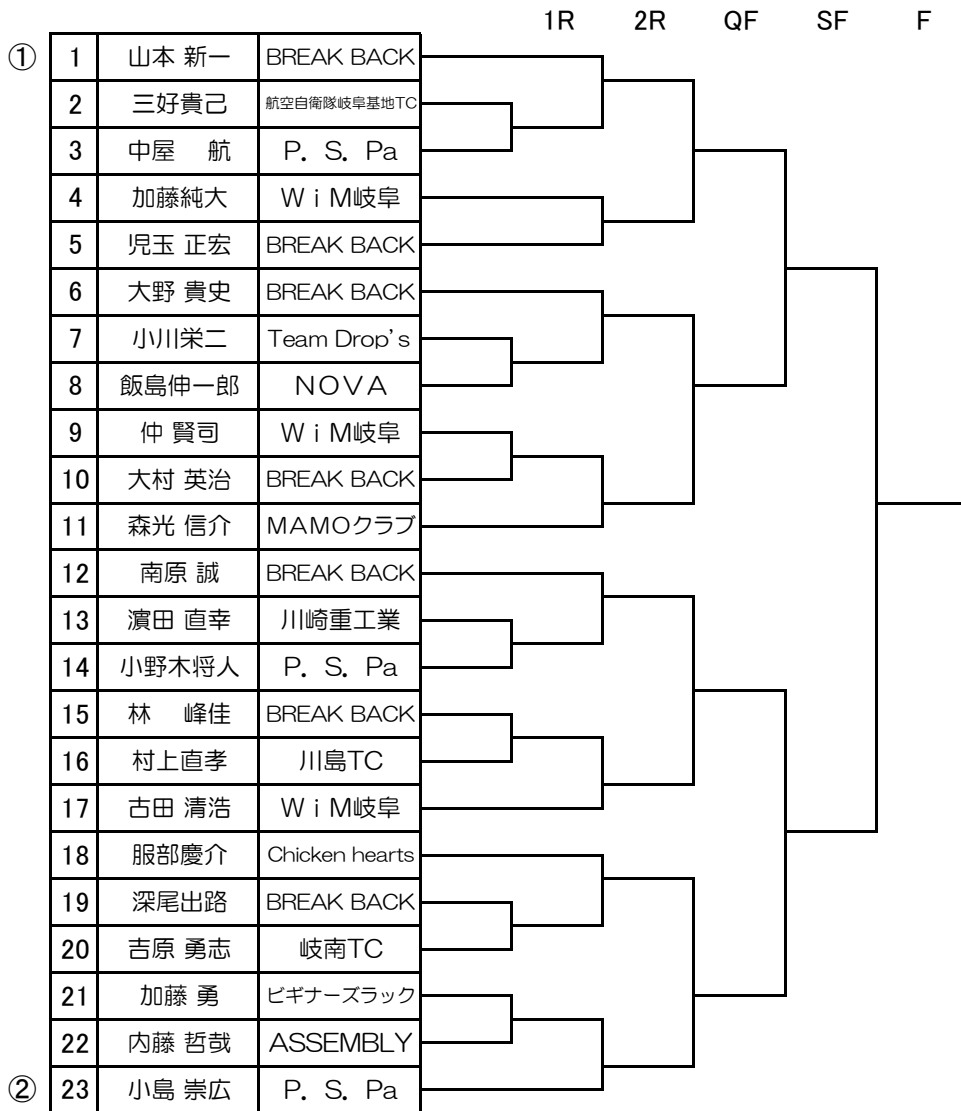 1R 2R QF SF F
① 1 山本 新一 BREAK BACK
2 三好貴己 航空自衛隊岐阜基地TC
3 中屋　航 P．S．Pa
4 加藤純大 ＷｉＭ岐阜
5 児玉 正宏 BREAK BACK
6 大野 貴史 BREAK BACK
7 小川栄二 Team Drop's
8 飯島伸一郎 ＮＯＶＡ
9 仲 賢司 ＷｉＭ岐阜
10 大村 英治 BREAK BACK
11 森光 信介 ＭＡＭＯクラブ
12 南原 誠 BREAK BACK
13 濵田 直幸 川崎重工業
14 小野木将人 P．S．Pa
15 林　峰佳 BREAK BACK
16 村上直孝 川島TC
17 古田 清浩 ＷｉＭ岐阜
18 服部慶介 Chicken hearts
19 深尾出路 BREAK BACK
20 吉原 勇志 岐南TC
21 加藤 勇 ビギナーズラック
22 内藤 哲哉 ASSEMBLY
② 23 小島 崇広 P．S．Pa